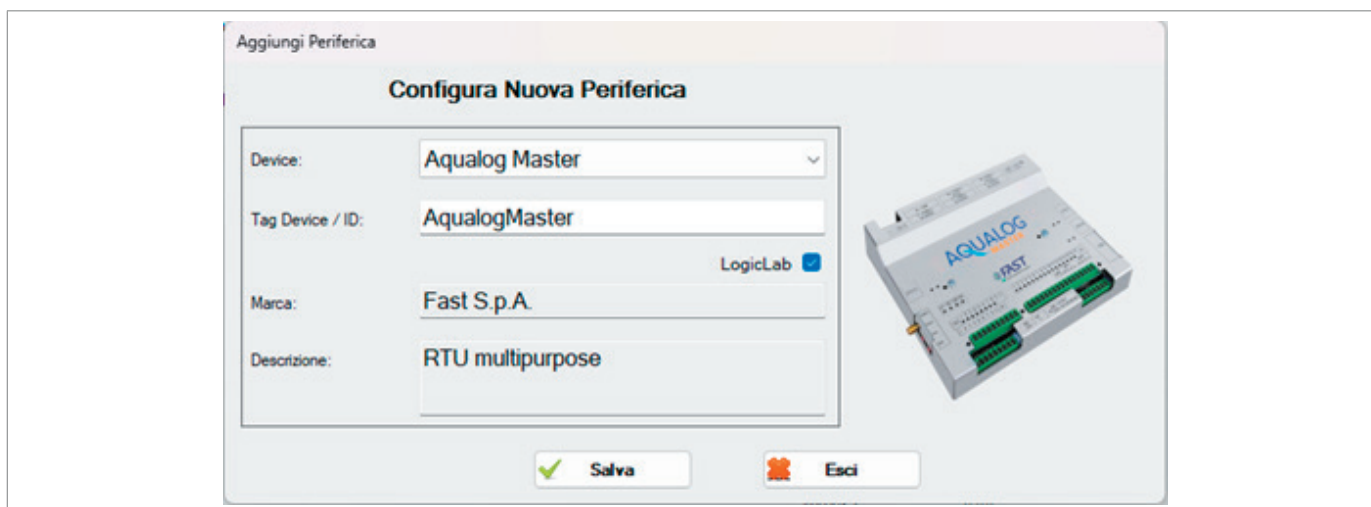 Aggiungi Periferica
Configura Nuova Periferica
Device: Aqualog Master
Tag Device / ID: AqualogMaster
LogicLab
Marca: Fast S.p.A.
Descrizione: RTU multipurpose
AQUALOG
MASTER
FAST
Salva Esci